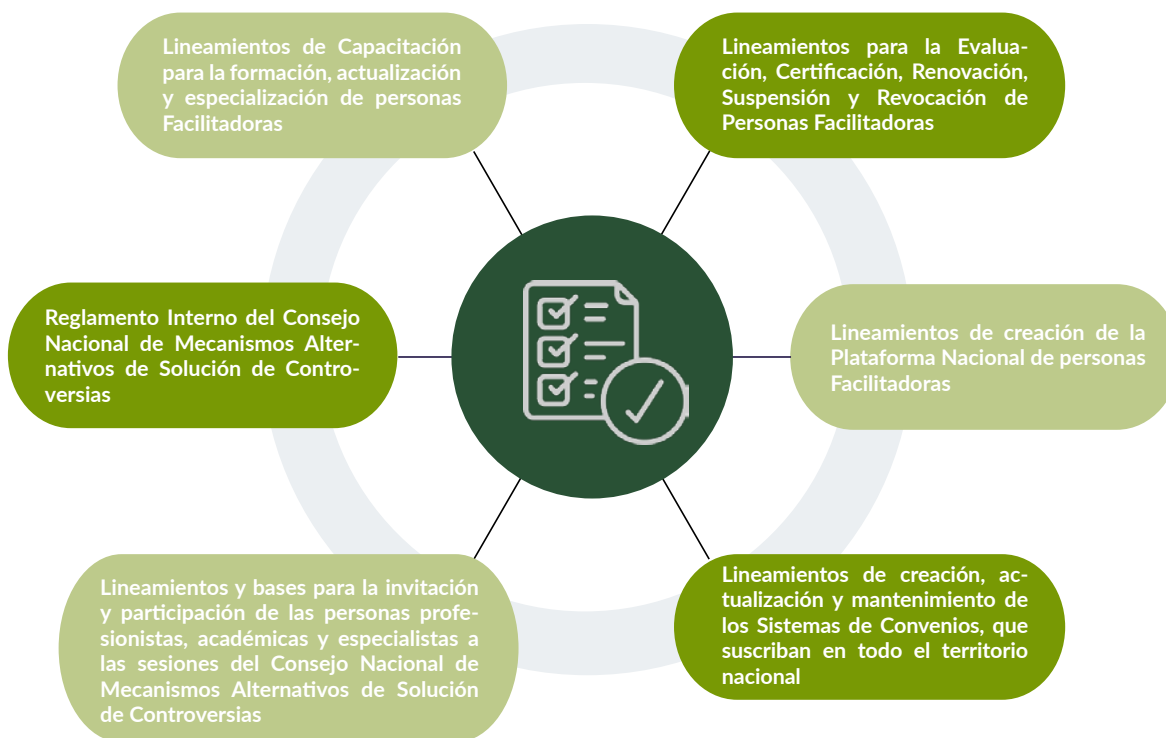 Lineamientos de Capacitación
para la formación, actualización
y especialización de personas
Facilitadoras
Lineamientos para la Evalua-
ción, Certificación, Renovación,
Suspensión y Revocación de
Personas Facilitadoras
Reglamento Interno del Consejo
Nacional de Mecanismos Alter-
nativos de Solución de Contro-
versias
Lineamientos de creación de la
Plataforma Nacional de personas
Facilitadoras
Lineamientos y bases para la invitación
y participación de las personas profe-
sionistas, académicas y especialistas a
las sesiones del Consejo Nacional de
Mecanismos Alternativos de Solución
de Controversias
Lineamientos de creación, ac-
tualización y mantenimiento de
los Sistemas de Convenios, que
suscriban en todo el territorio
nacional